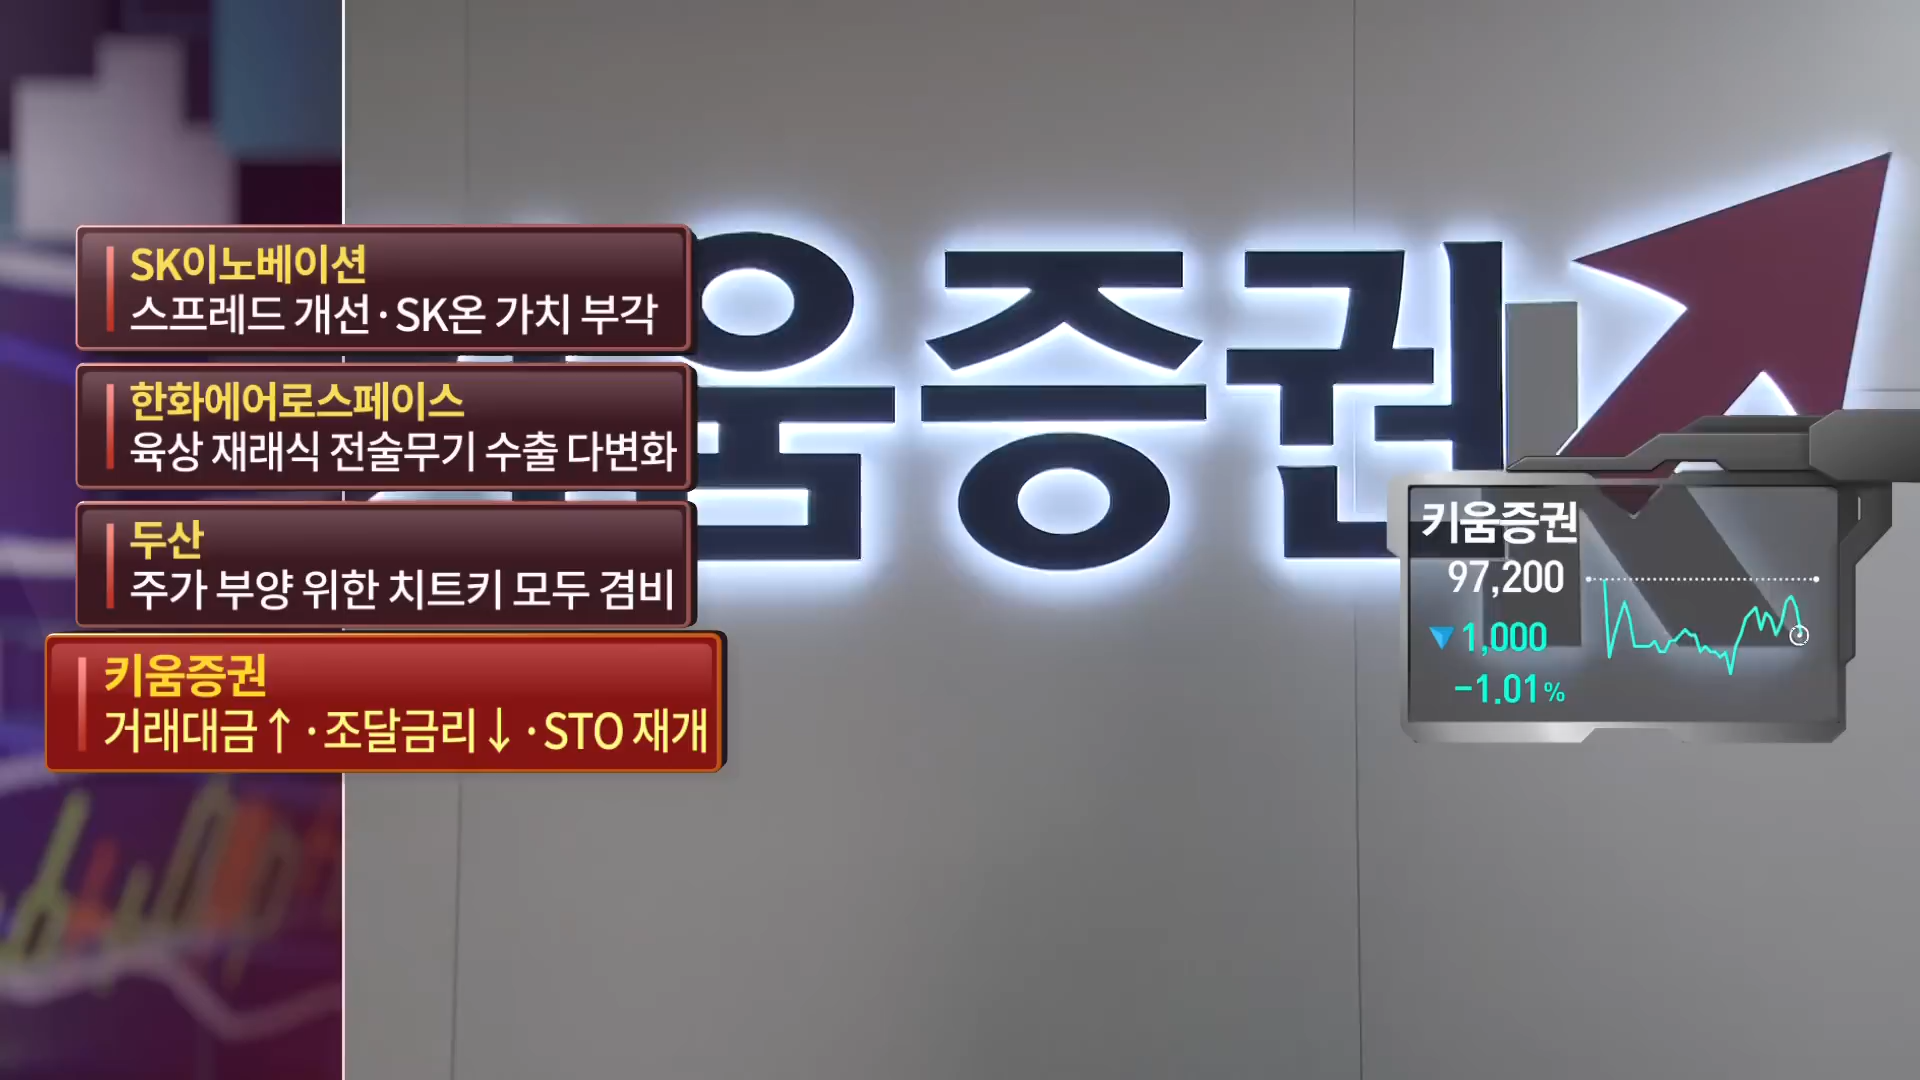 SK이노베이션
스프레드 개선·SK온 가치 부각
한화에어로스페이스
육상 재래식 전술무기 수출 다변화
두산
주가 부양 위한 치트키 모두 겸비
키움증권
거래대금↑·조달금리↓·STO 재개
움증권
키움증권
97,200
▼1,000
-1.01%